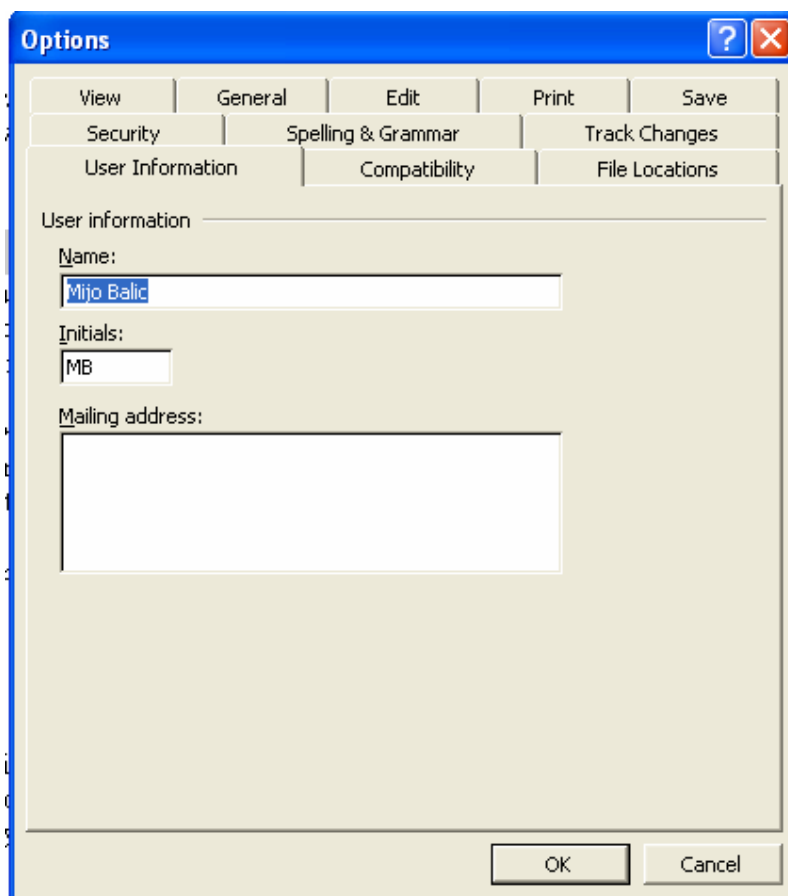 Options
View General Edit Print Save
Security Spelling & Grammar Track Changes
User Information Compatibility File Locations
User information
Name:
Mijo Balic
Initials:
MB
Mailing address:
OK Cancel